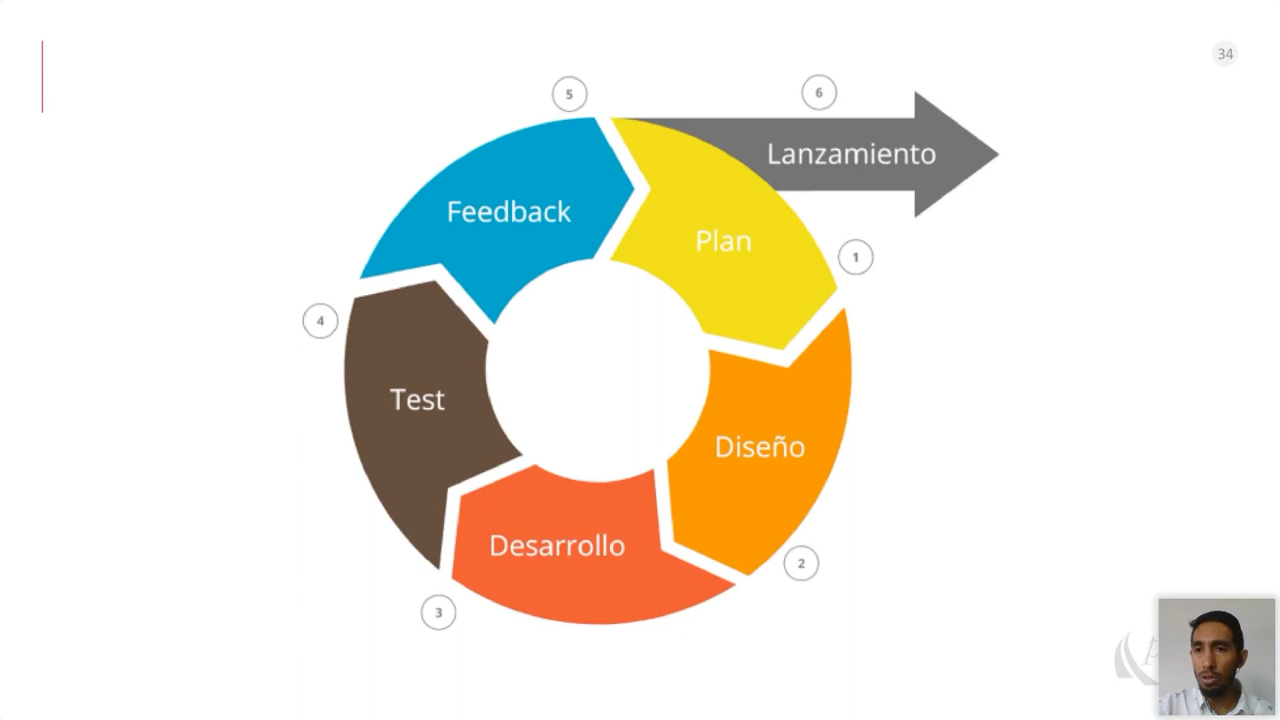 34
5
6
Lanzamiento
Feedback
Plan
1
4
Test
Diseño
Desarrollo
2
3